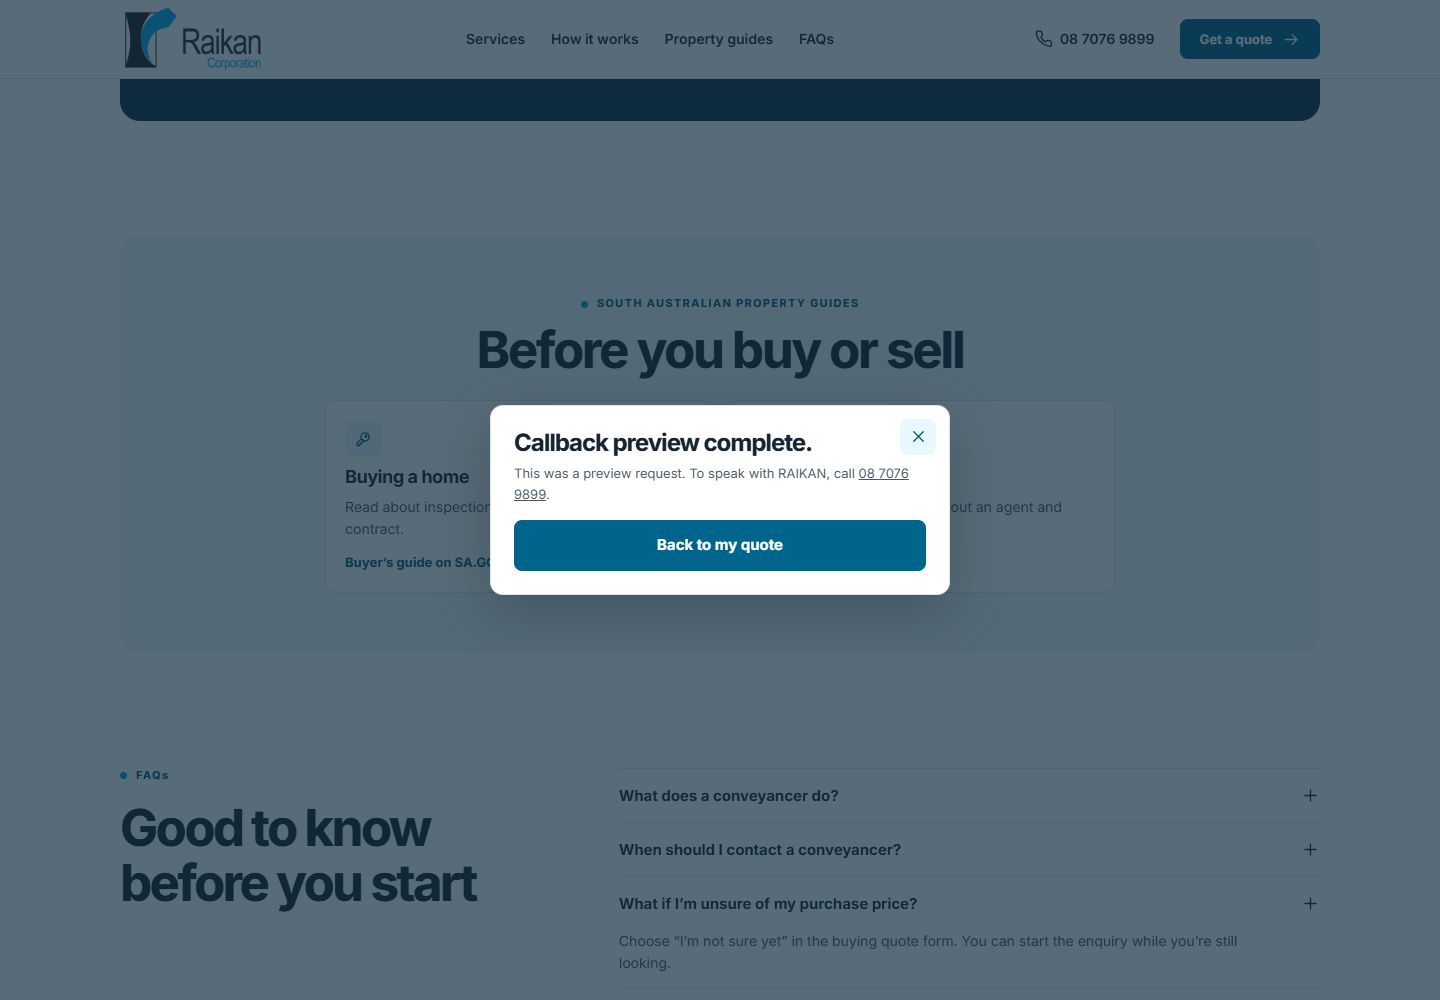 Raikan
Corporation
Services
How it works
Property guides
FAQs
08 7076 9899
Get a quote
SOUTH AUSTRALIAN PROPERTY GUIDES
Before you buy or sell
Buying a home
Read about inspection
contract.
Buyer’s guide on SA.GO
out an agent and
Callback preview complete.
This was a preview request. To speak with RAIKAN, call 08 7076
9899.
Back to my quote
FAQs
Good to know
before you start
What does a conveyancer do?
When should I contact a conveyancer?
What if I’m unsure of my purchase price?
Choose “I’m not sure yet” in the buying quote form. You can start the enquiry while you’re still
looking.